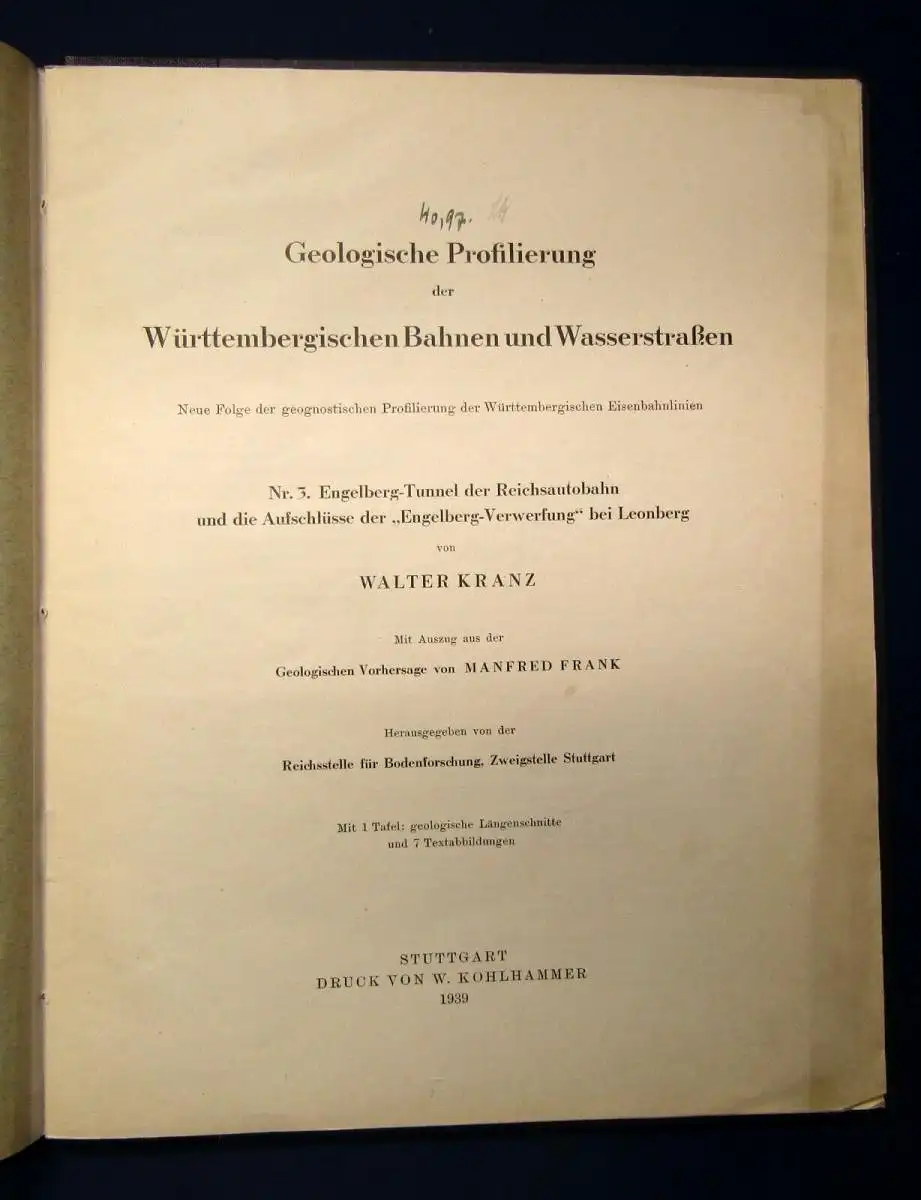 40,97.
Geologische Profilierung
der
Württembergischen Bahnen und Wasserstraßen
Neue Folge der geognostischen Profilierung der Württembergischen Eisenbahnlinien
Nr. 3. Engelberg-Tunnel der Reichsautobahn
und die Aufschlüsse der „Engelberg-Verwerfung“ bei Leonberg
von
WALTER KRANZ
Mit Auszug aus der
Geologischen Vorhersage von MANFRED FRANK
Herausgegeben von der
Reichsstelle für Bodenforschung, Zweigstelle Stuttgart
Mit 1 Tafel: geologische Längenschnitte
und 7 Textabbildungen
STUTTGART
DRUCK VON W. KOHLHAMMER
1939